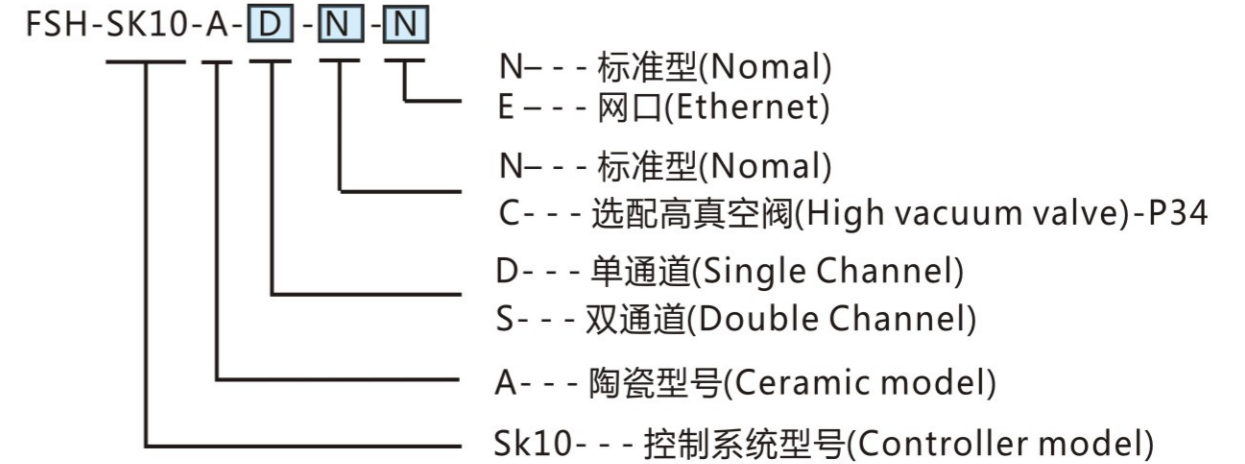 FSH-SK10-A-D-N-N
N--- 标准型(Nomal)
E--- 网口(Ethernet)
N--- 标准型(Nomal)
C--- 选配高真空阀(High vacuum valve)-P34
D--- 单通道(Single Channel)
S--- 双通道(Double Channel)
A--- 陶瓷型号(Ceramic model)
Sk10--- 控制系统型号(Controller model)